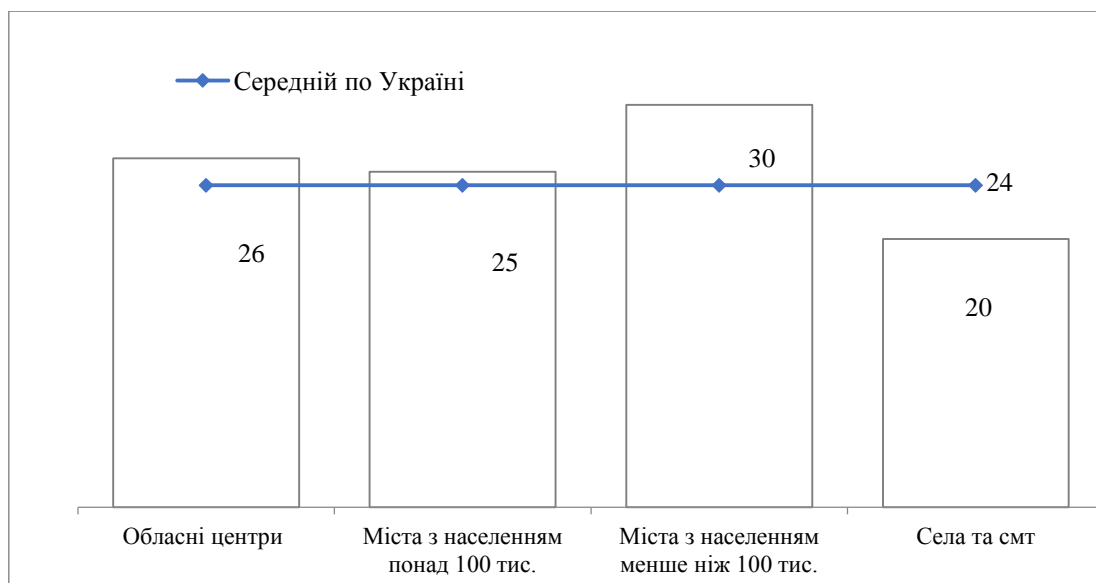 Середній по Україні
30
24
26
25
20
Обласні центри
Міста з населенням
понад 100 тис.
Міста з населенням
менше ніж 100 тис.
Села та смт